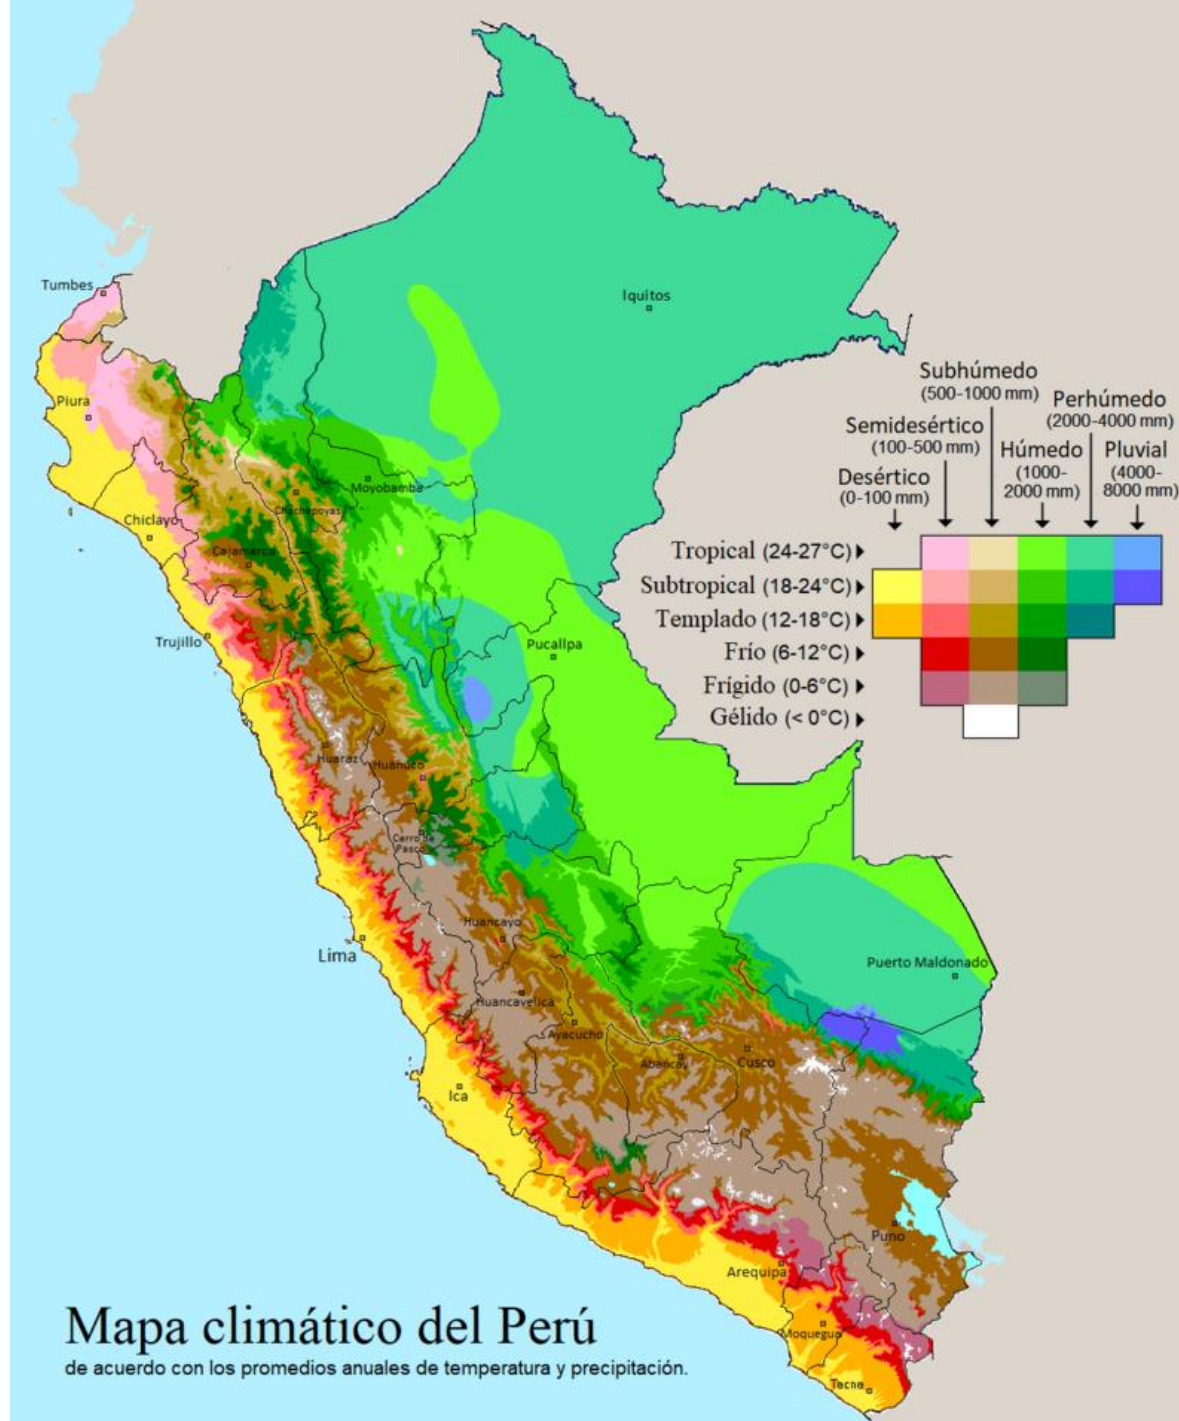 Tumbes
Iquitos
Piura
Moyobamba
Chachapoyas
Chiclayo
Cajamarca
Trujillo
Pucallpa
Huaraz
Huánuco
Cerro de
Pasco
Huancayo
Lima
Puerto Maldonado
Huancavelica
Ayacucho
Abancay
Cusco
Ica
Puno
Arequipa
Moquegua
Tacna
Subhúmedo
(500-1000 mm)
Perhúmedo
(2000-4000 mm)
Semidesértico
(100-500 mm)
Húmedo
(1000-
2000 mm)
Pluvial
(4000-
8000 mm)
Desértico
(0-100 mm)
Tropical (24-27°C)
Subtropical (18-24°C)
Templado (12-18°C)
Frío (6-12°C)
Frígido (0-6°C)
Gélido (< 0°C)
Mapa climático del Perú
de acuerdo con los promedios anuales de temperatura y precipitación.